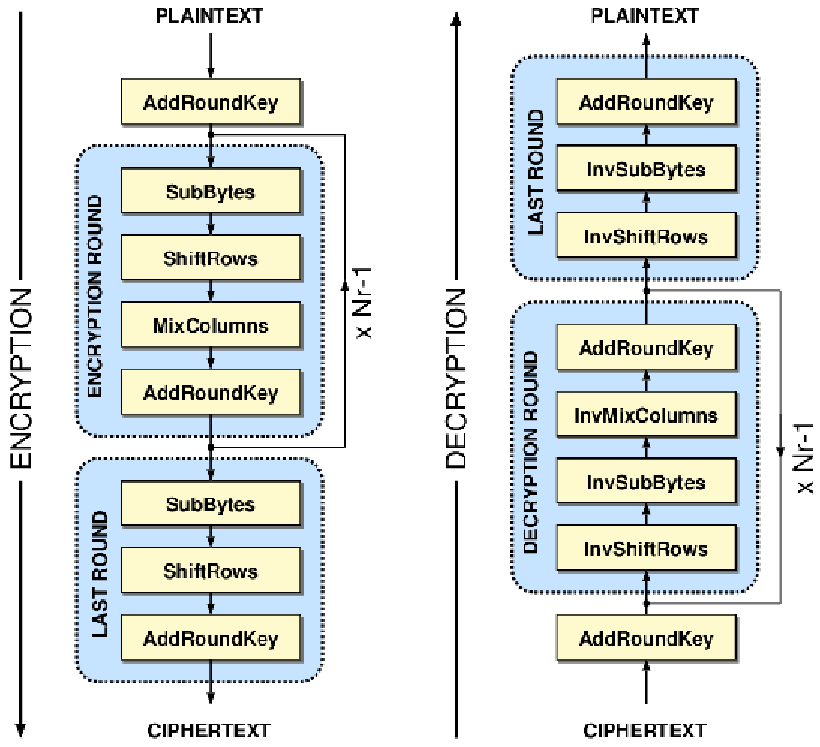 PLAINTEXT
AddRoundKey
SubBytes
ShiftRows
MixColumns
AddRoundKey
ENCRYPTION ROUND
x Nr-1
SubBytes
ShiftRows
AddRoundKey
LAST ROUND
CIPHERTEXT
ENCRYPTION
PLAINTEXT
AddRoundKey
InvSubBytes
InvShiftRows
LAST ROUND
AddRoundKey
InvMixColumns
InvSubBytes
InvShiftRows
DECRYPTION ROUND
x Nr-1
AddRoundKey
CIPHERTEXT
DECRYPTION